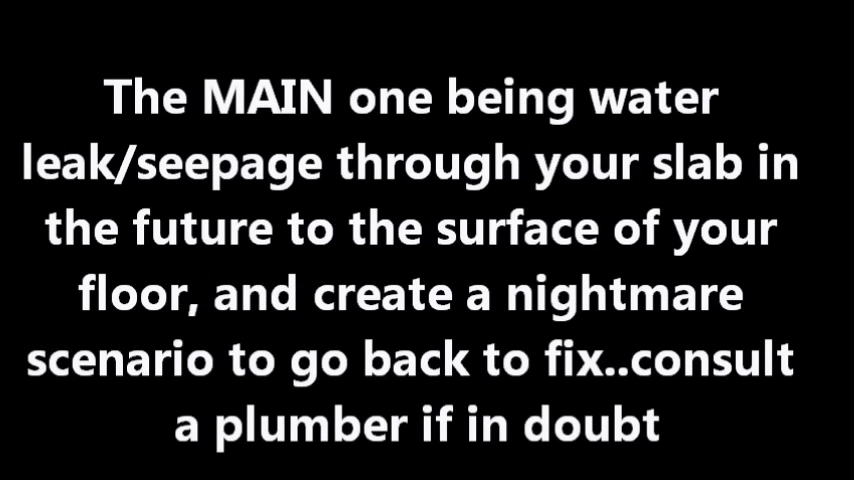 The MAIN one being water
leak/seepage through your slab in
the future to the surface of your
floor, and create a nightmare
scenario to go back to fix..consult
a plumber if in doubt